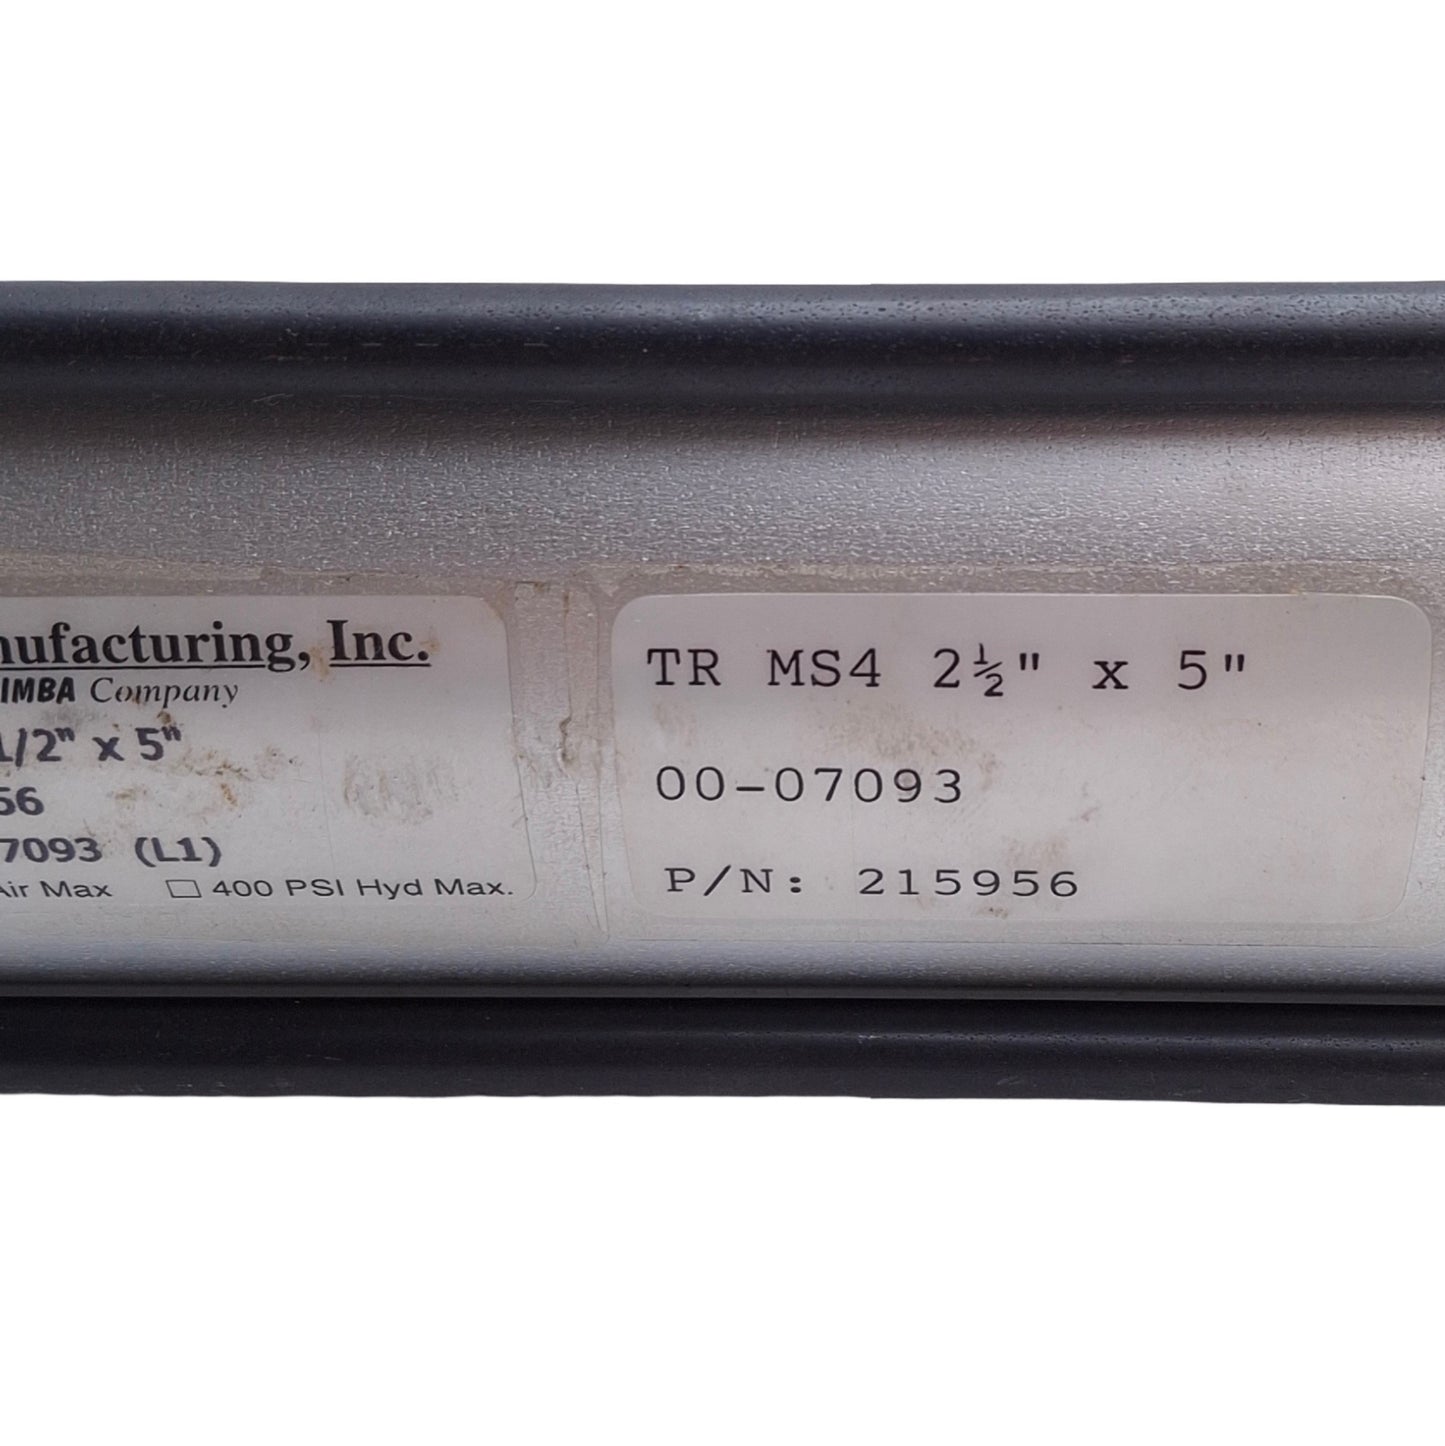 nufacturing, Inc.
IMBA Company
1/2" x 5"
56
7093 (L1)
Air Max ☐ 400 PSI Hyd Max.
TR MS4 2½" x 5"
00-07093
P/N: 215956